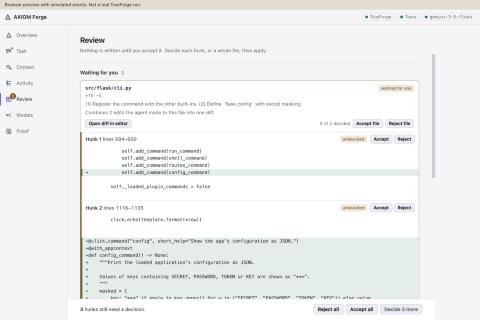 Browser preview with simulated events. Not a real TrueForge run.
AXIOM Forge
TrueForge
Tools
gemini-3-5-flash
Overview
Task
Context
Activity
Review
Models
Proof
Review
Nothing is written until you accept it. Decide each hunk, or a whole file, then apply.
Waiting for you 2
src/flask/cli.py
waiting for you
(1) Register the command with the other built-ins. (2) Define `flask config` with secret masking.
Combines 2 edits the agent made to this file into one diff.
Open diff in editor
0 of 2 decided
Accept file
Reject file
Hunk 1 lines 594–600
undecided
Accept
Reject
self.add_command(run_command)
self.add_command(shell_command)
self.add_command(routes_command)
+ self.add_command(config_command)
self._loaded_plugin_commands = False
Hunk 2 lines 1116–1135
undecided
Accept
Reject
click.echo(template.format(*row))
+@click.command("config", short_help="Show the app's configuration as JSON.")
+@with_appcontext
+def config_command() -> None:
+ """Print the loaded application's configuration as JSON.
+
+ Values of keys containing SECRET, PASSWORD, TOKEN or KEY are shown as "***".
+ """
+ masked = {
3 hunks still need a decision.
Reject all
Accept all
Decide 3 more